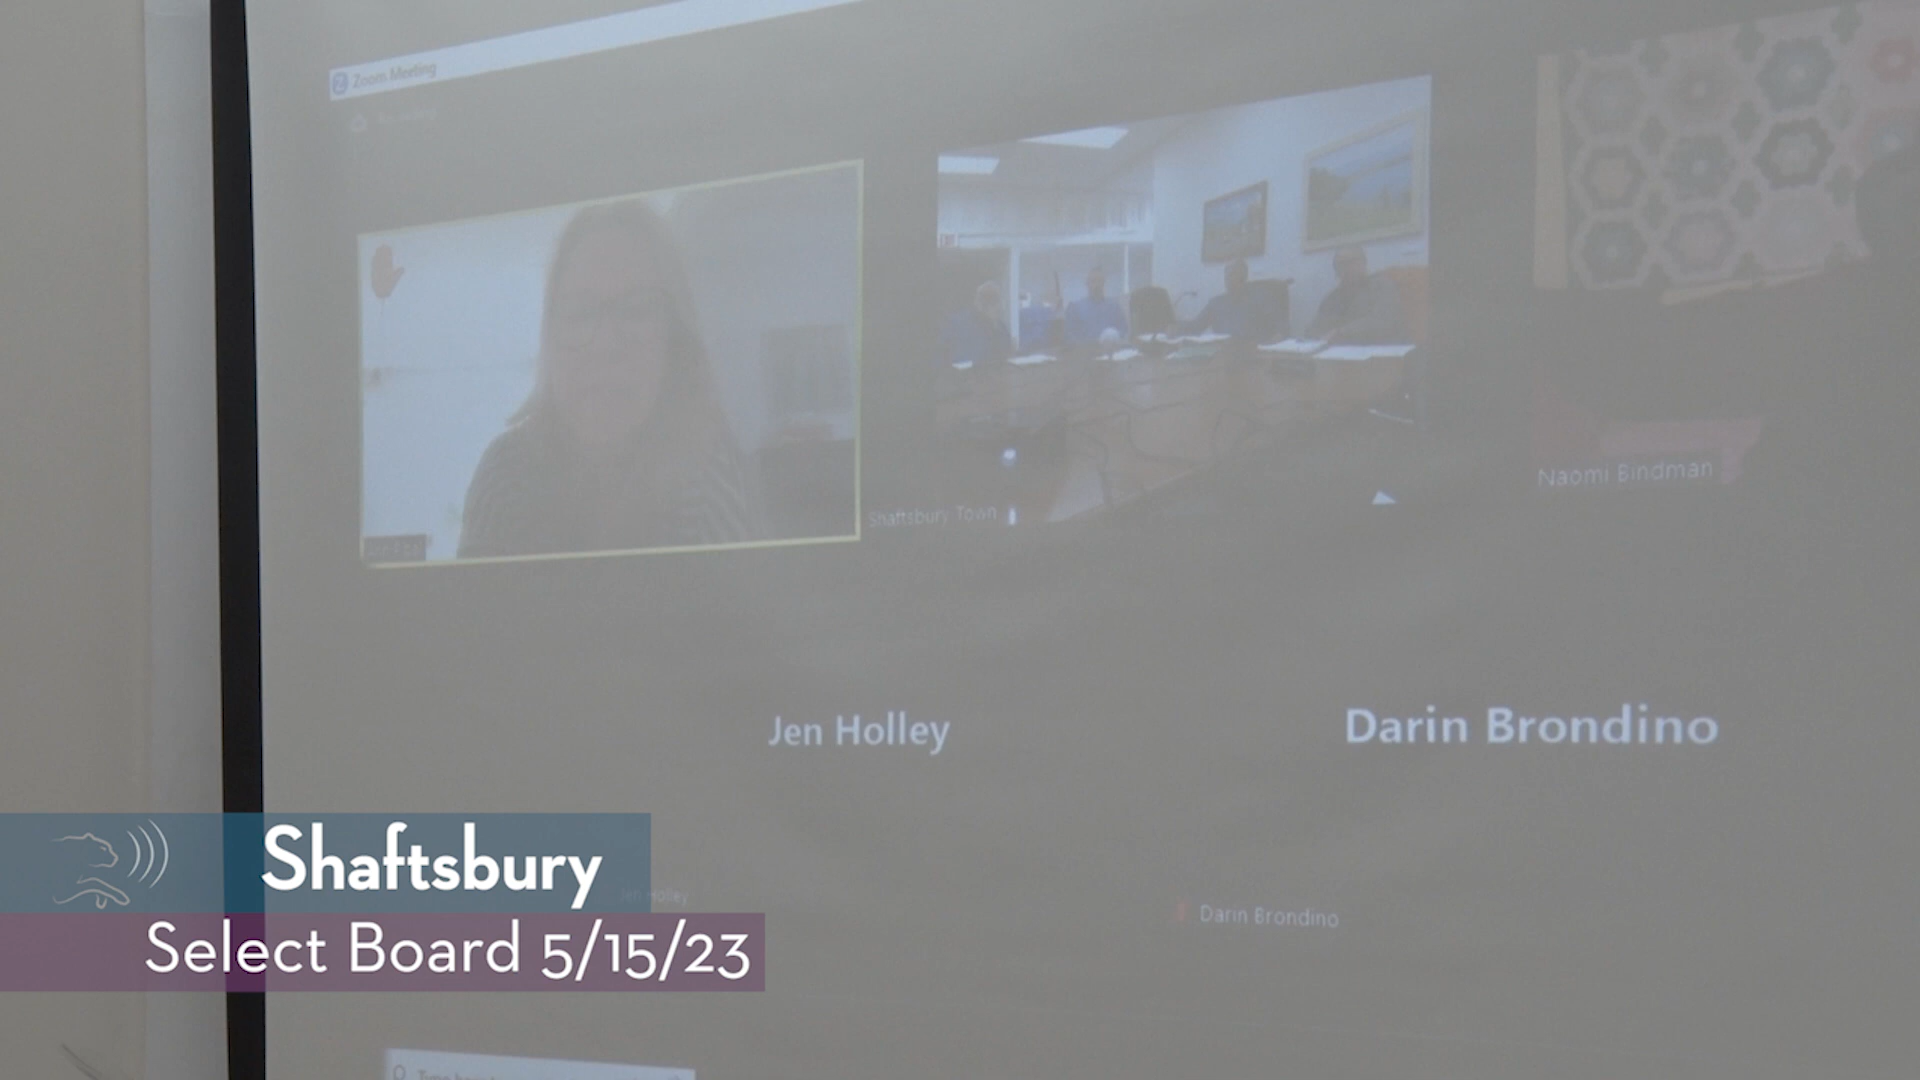 Zoom Meeting
Naomi Bindman
Shaftsbury Town
Jen Holley
Darin Brondino
Shaftsbury
Jen Holley
Darin Brondino
Select Board 5/15/23